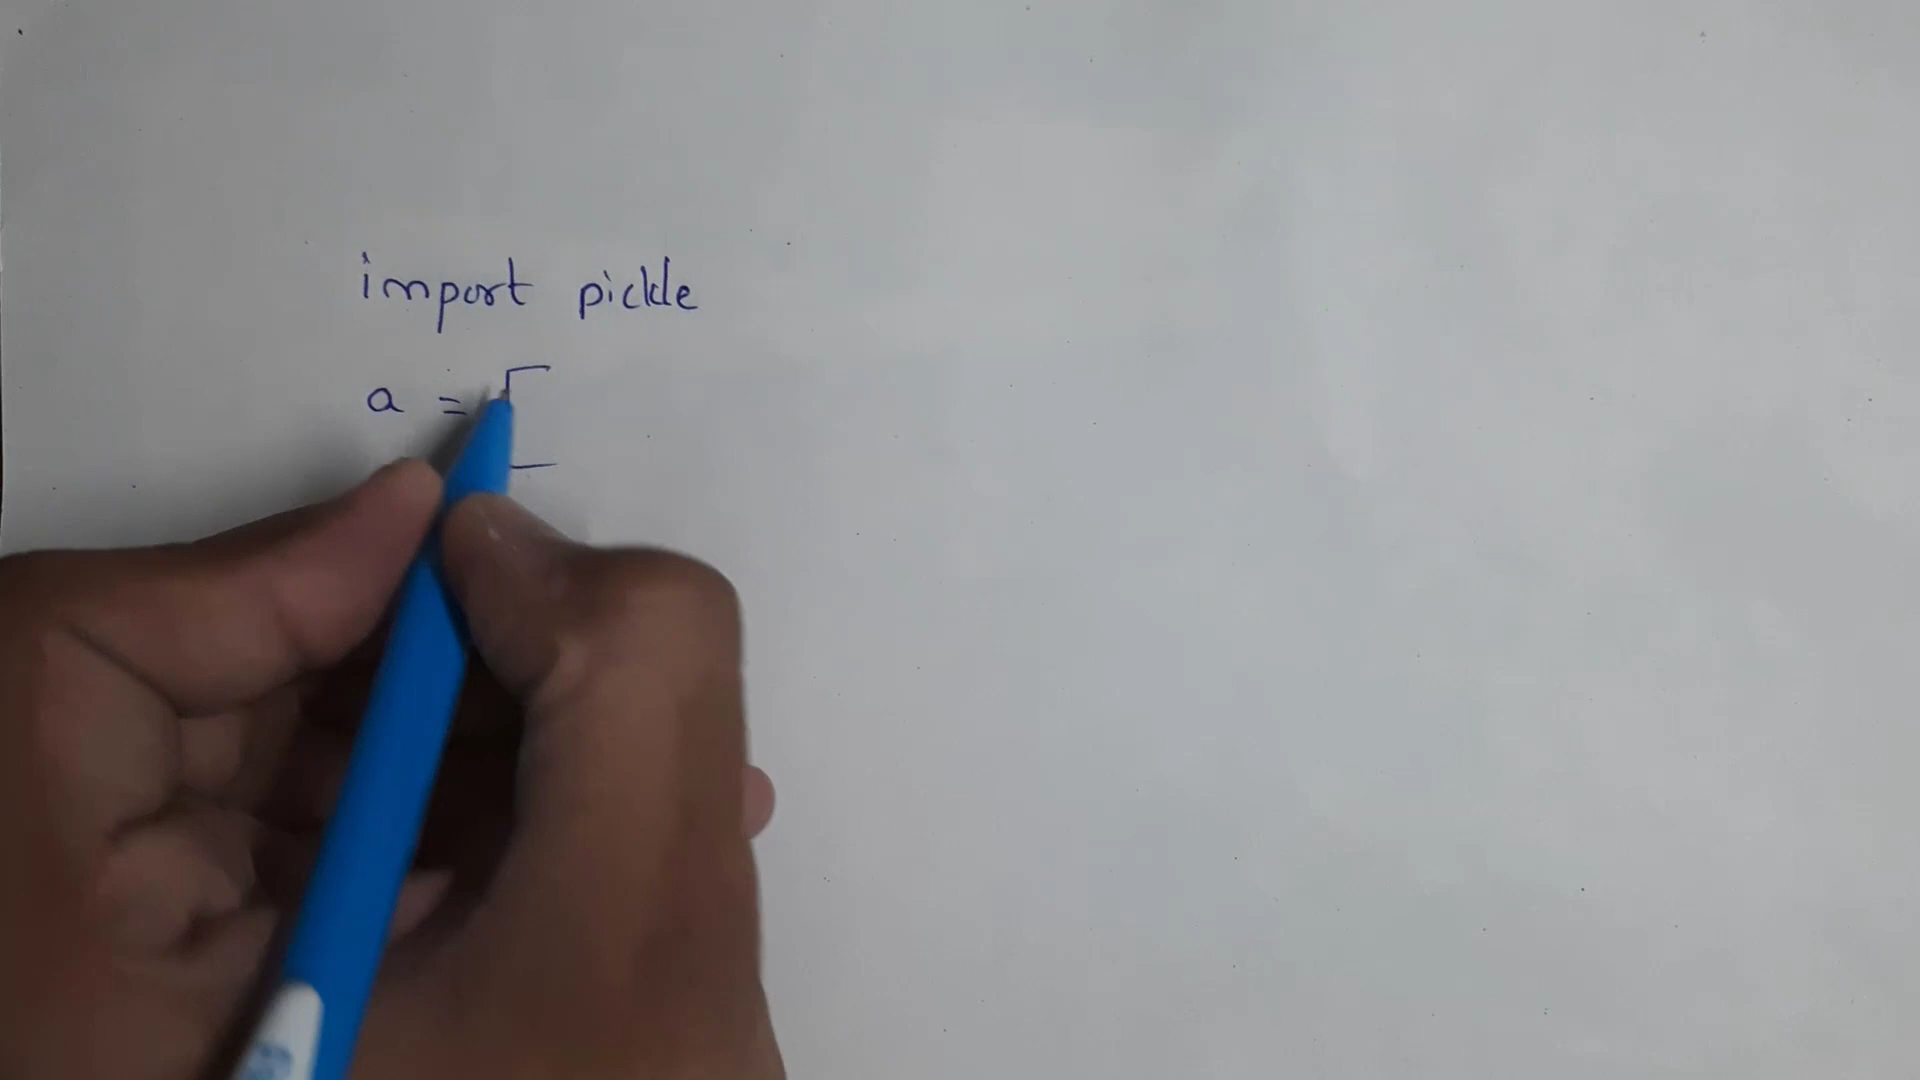 import pickle
a = [